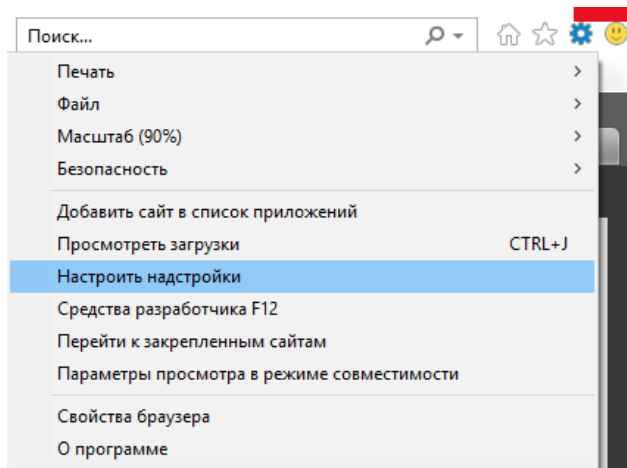 Поиск...
Печать
Файл
Масштаб (90%)
Безопасность
Добавить сайт в список приложений
Просмотреть загрузки CTRL+J
Настроить надстройки
Средства разработчика F12
Перейти к закрепленным сайтам
Параметры просмотра в режиме совместимости
Свойства браузера
О программе